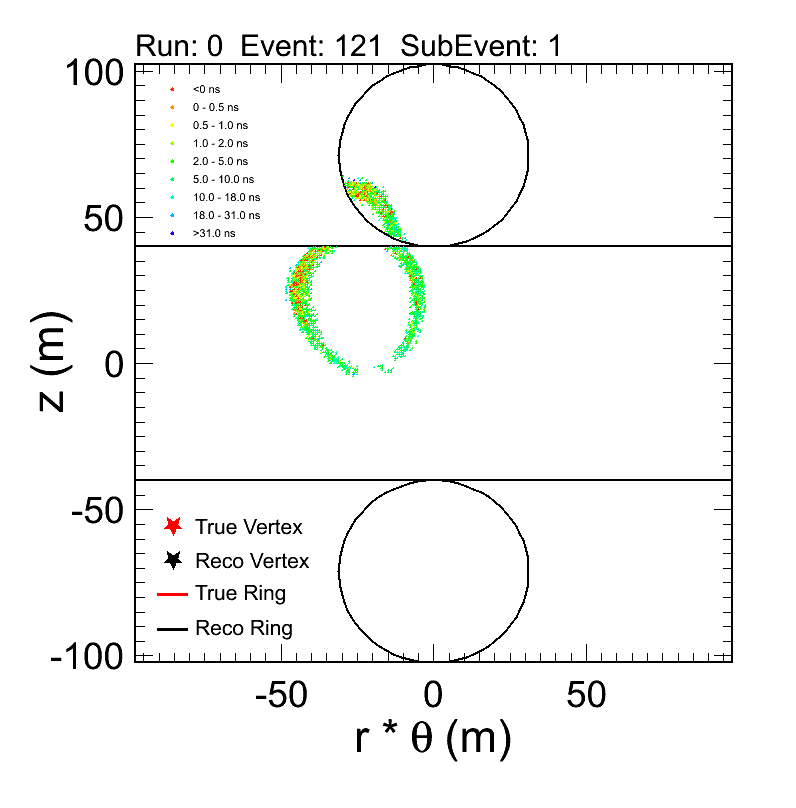 Run: 0 Event: 121 SubEvent: 1
100
<0 ns
0 - 0.5 ns
0.5 - 1.0 ns
1.0 - 2.0 ns
2.0 - 5.0 ns
5.0 - 10.0 ns
10.0 - 18.0 ns
18.0 - 31.0 ns
>31.0 ns
50
0
z (m)
-50
True Vertex
Reco Vertex
True Ring
Reco Ring
-100
-50 0 50
r * θ (m)